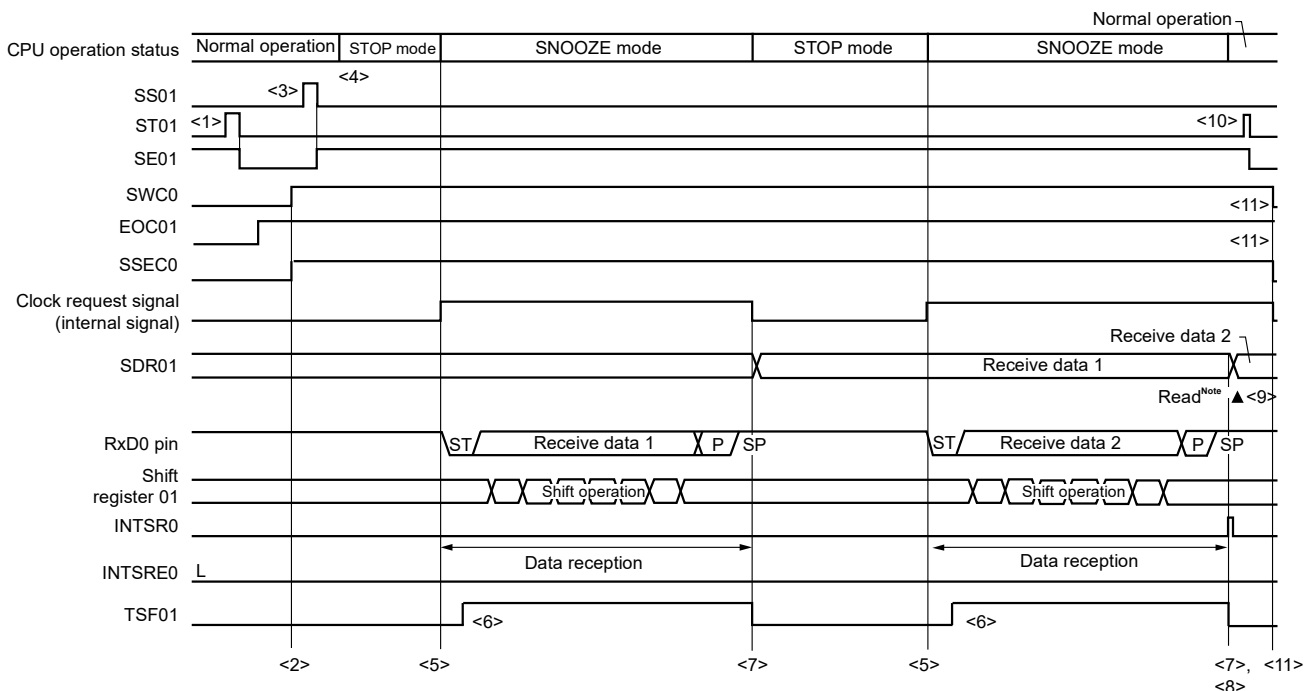 Normal operation
CPU operation status Normal operation STOP mode SNOOZE mode STOP mode SNOOZE mode
<4>
SS01 <3>
ST01 <1> <10>
SE01
SWC0
<11>
EOC01
<11>
SSEC0
Clock request signal
(internal signal)
Receive data 2
SDR01 Receive data 1
Read Note ▲<9>
RxD0 pin ST Receive data 1 P SP ST Receive data 2 P SP
Shift
register 01 Shift operation Shift operation
INTSR0
Data reception Data reception
INTSRE0 L
TSF01 <6> <6>
<2> <5> <7> <5> <7>, <11>
<8>